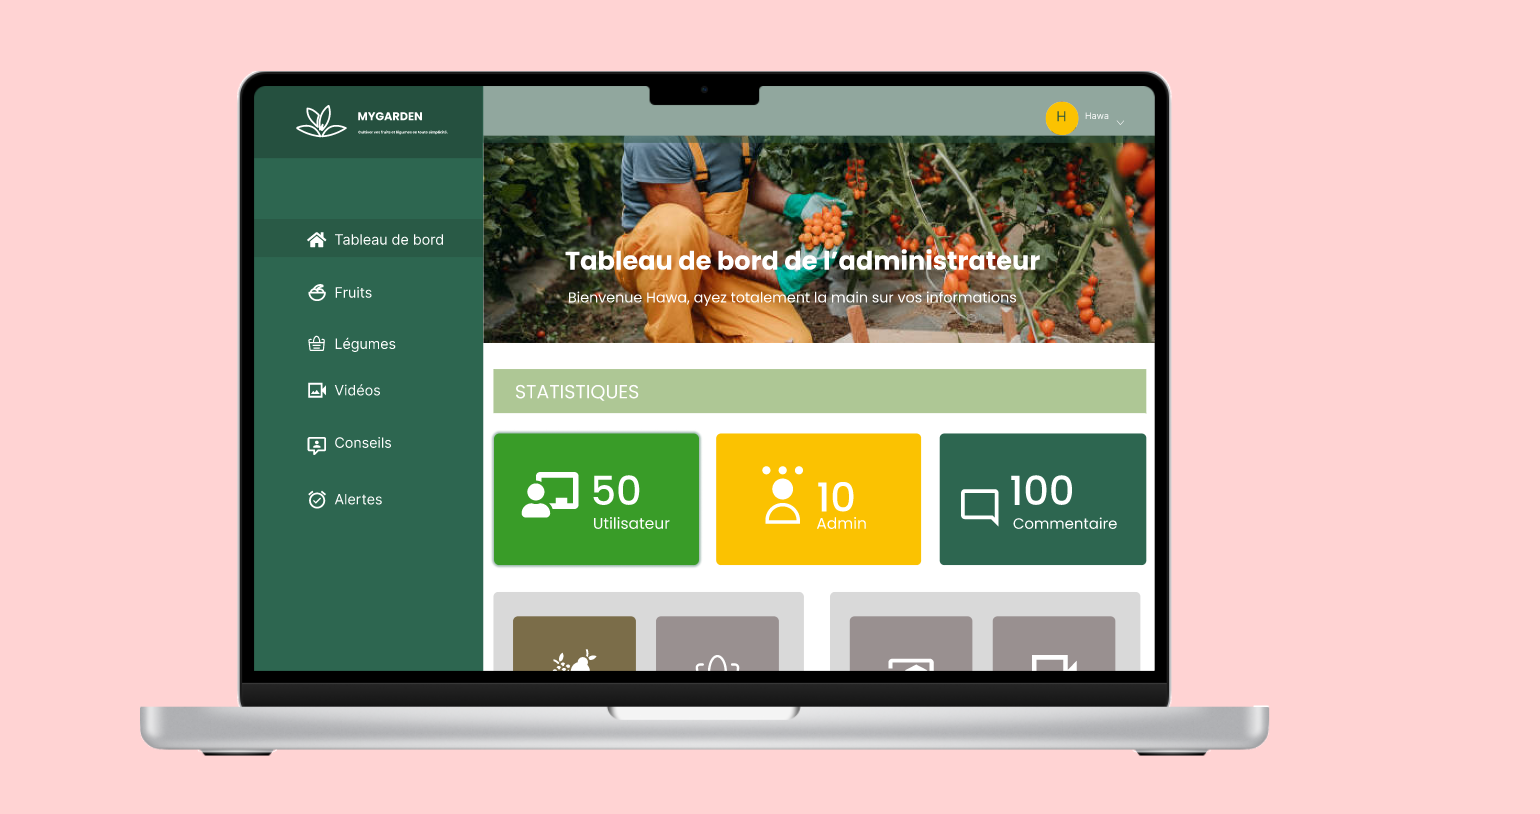 MYGARDEN
Cultivez vos fruits et légumes en toute simplicité.
H
Hawa
Tableau de bord
Fruits
Légumes
Vidéos
Conseils
Alertes
Tableau de bord de l’administrateur
Bienvenue Hawa, ayez totalement la main sur vos informations
STATISTIQUES
50
Utilisateur
10
Admin
100
Commentaire